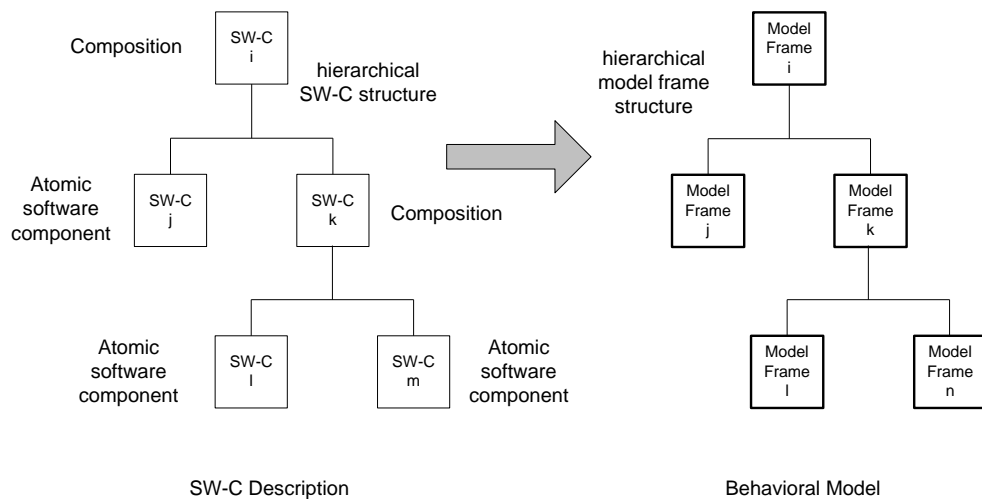 Composition
SW-C
i
hierarchical
SW-C structure
Atomic
software
component
SW-C
j
SW-C
k
Composition
Atomic
software
component
SW-C
l
SW-C
m
Atomic
software
component
SW-C Description
Model
Frame
i
hierarchical
model frame
structure
Model
Frame
j
Model
Frame
k
Model
Frame
l
Model
Frame
n
Behavioral Model